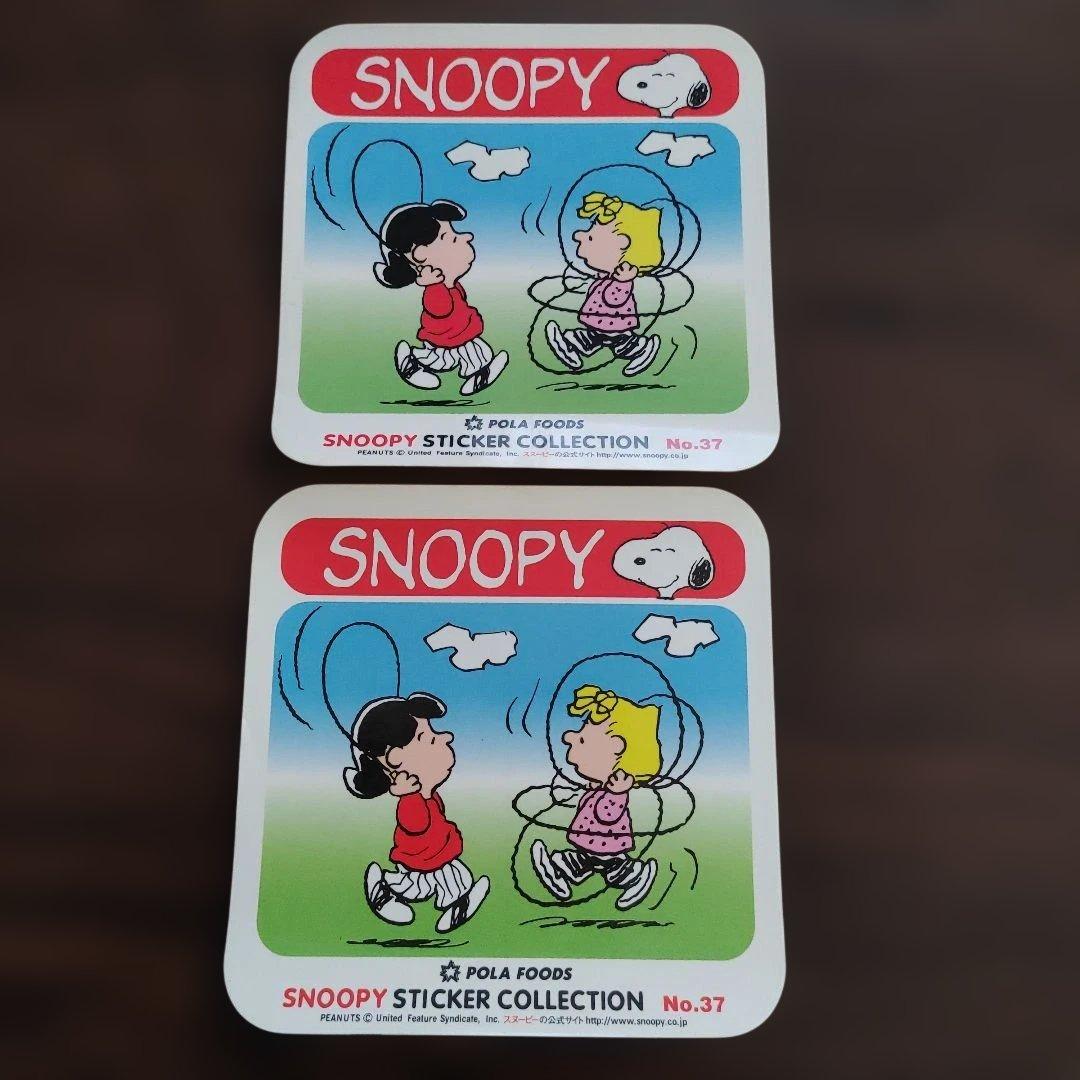 SNOOPY
POLA FOODS
SNOOPY STICKER COLLECTION No.37
PEANUTS © United Feature Syndicate, Inc. スヌーピーの公式サイト http://www.snoopy.co.jp
SNOOPY
POLA FOODS
SNOOPY STICKER COLLECTION No.37
PEANUTS © United Feature Syndicate, Inc. スヌーピーの公式サイト http://www.snoopy.co.jp